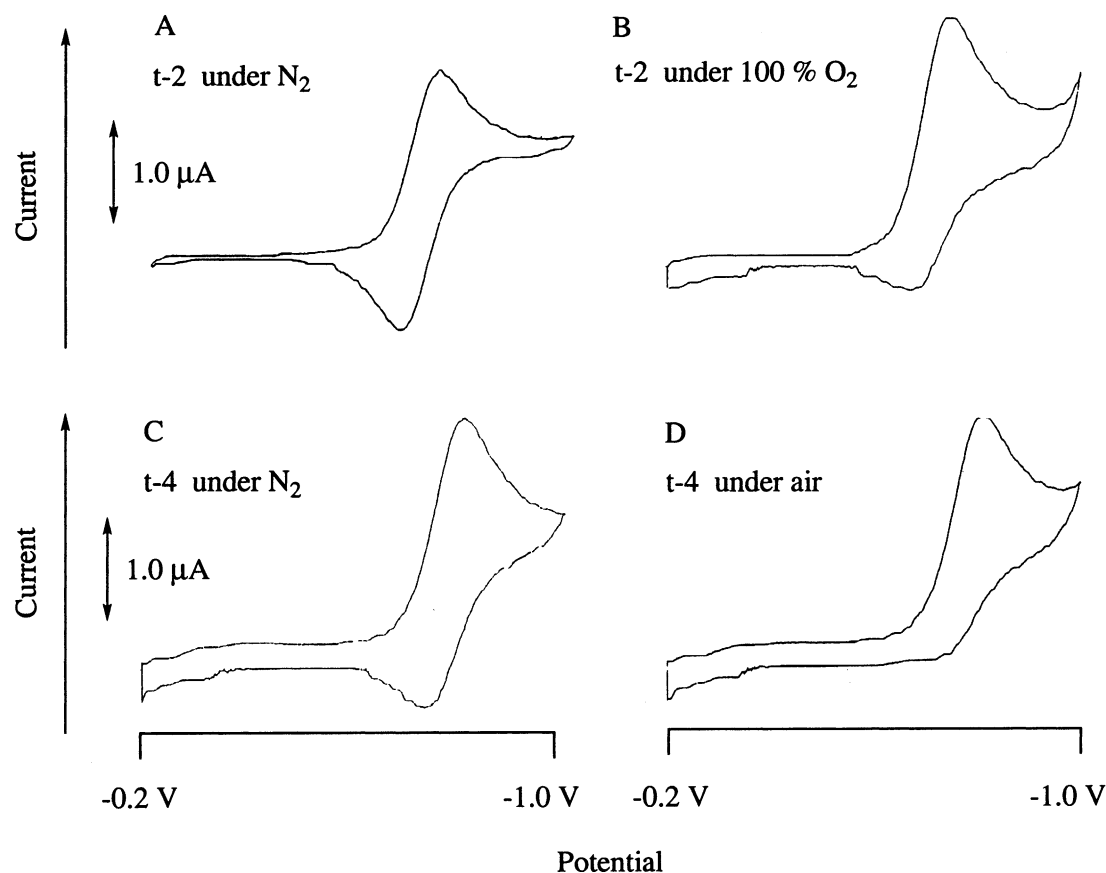 A
t-2 under N₂
1.0 μA
Current
B
t-2 under 100 % O₂
C
t-4 under N₂
1.0 μA
Current
D
t-4 under air
-0.2 V
-1.0 V
-0.2 V
-1.0 V
Potential